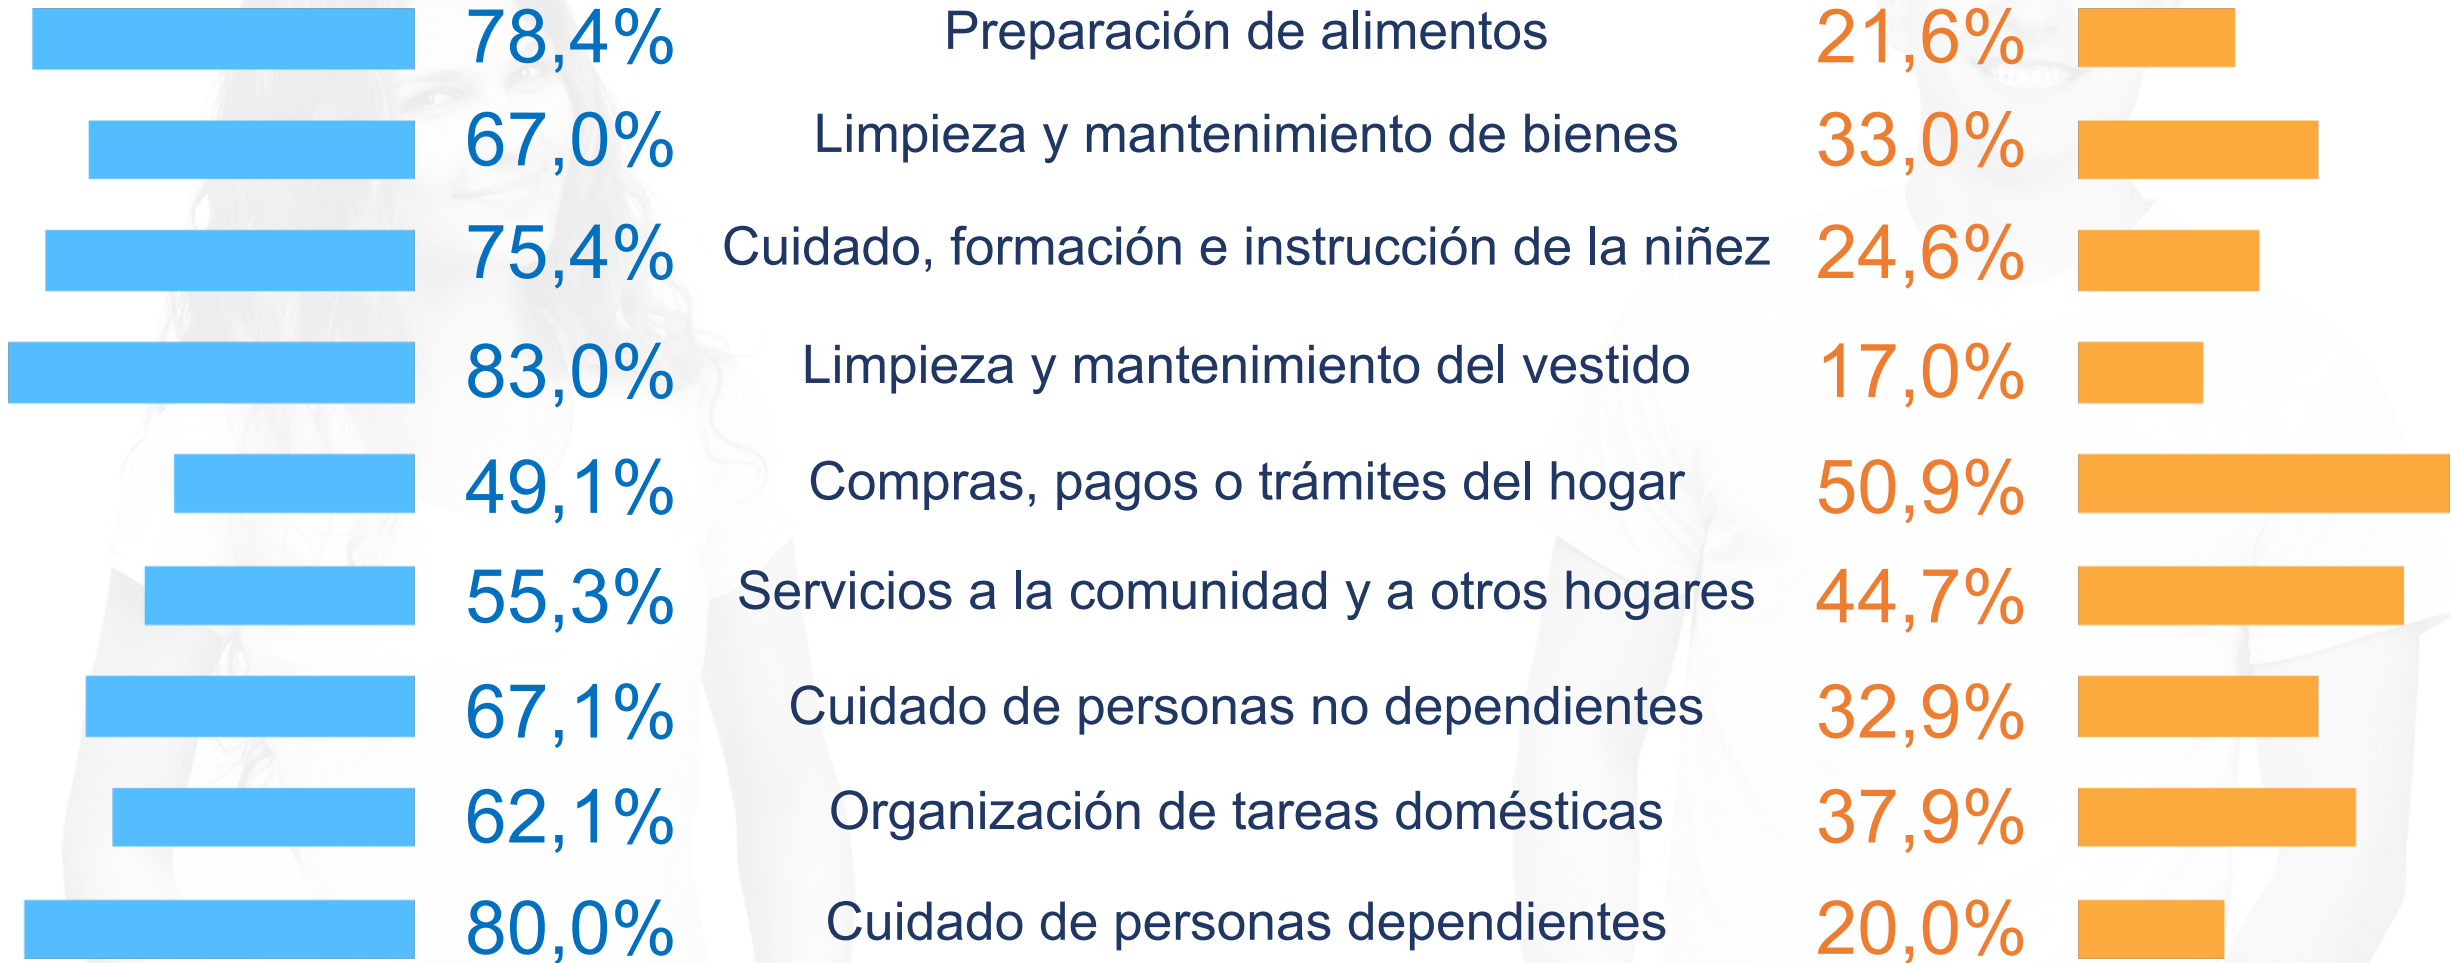 78,4% Preparación de alimentos 21,6%
67,0% Limpieza y mantenimiento de bienes 33,0%
75,4% Cuidado, formación e instrucción de la niñez 24,6%
83,0% Limpieza y mantenimiento del vestido 17,0%
49,1% Compras, pagos o trámites del hogar 50,9%
55,3% Servicios a la comunidad y a otros hogares 44,7%
67,1% Cuidado de personas no dependientes 32,9%
62,1% Organización de tareas domésticas 37,9%
80,0% Cuidado de personas dependientes 20,0%